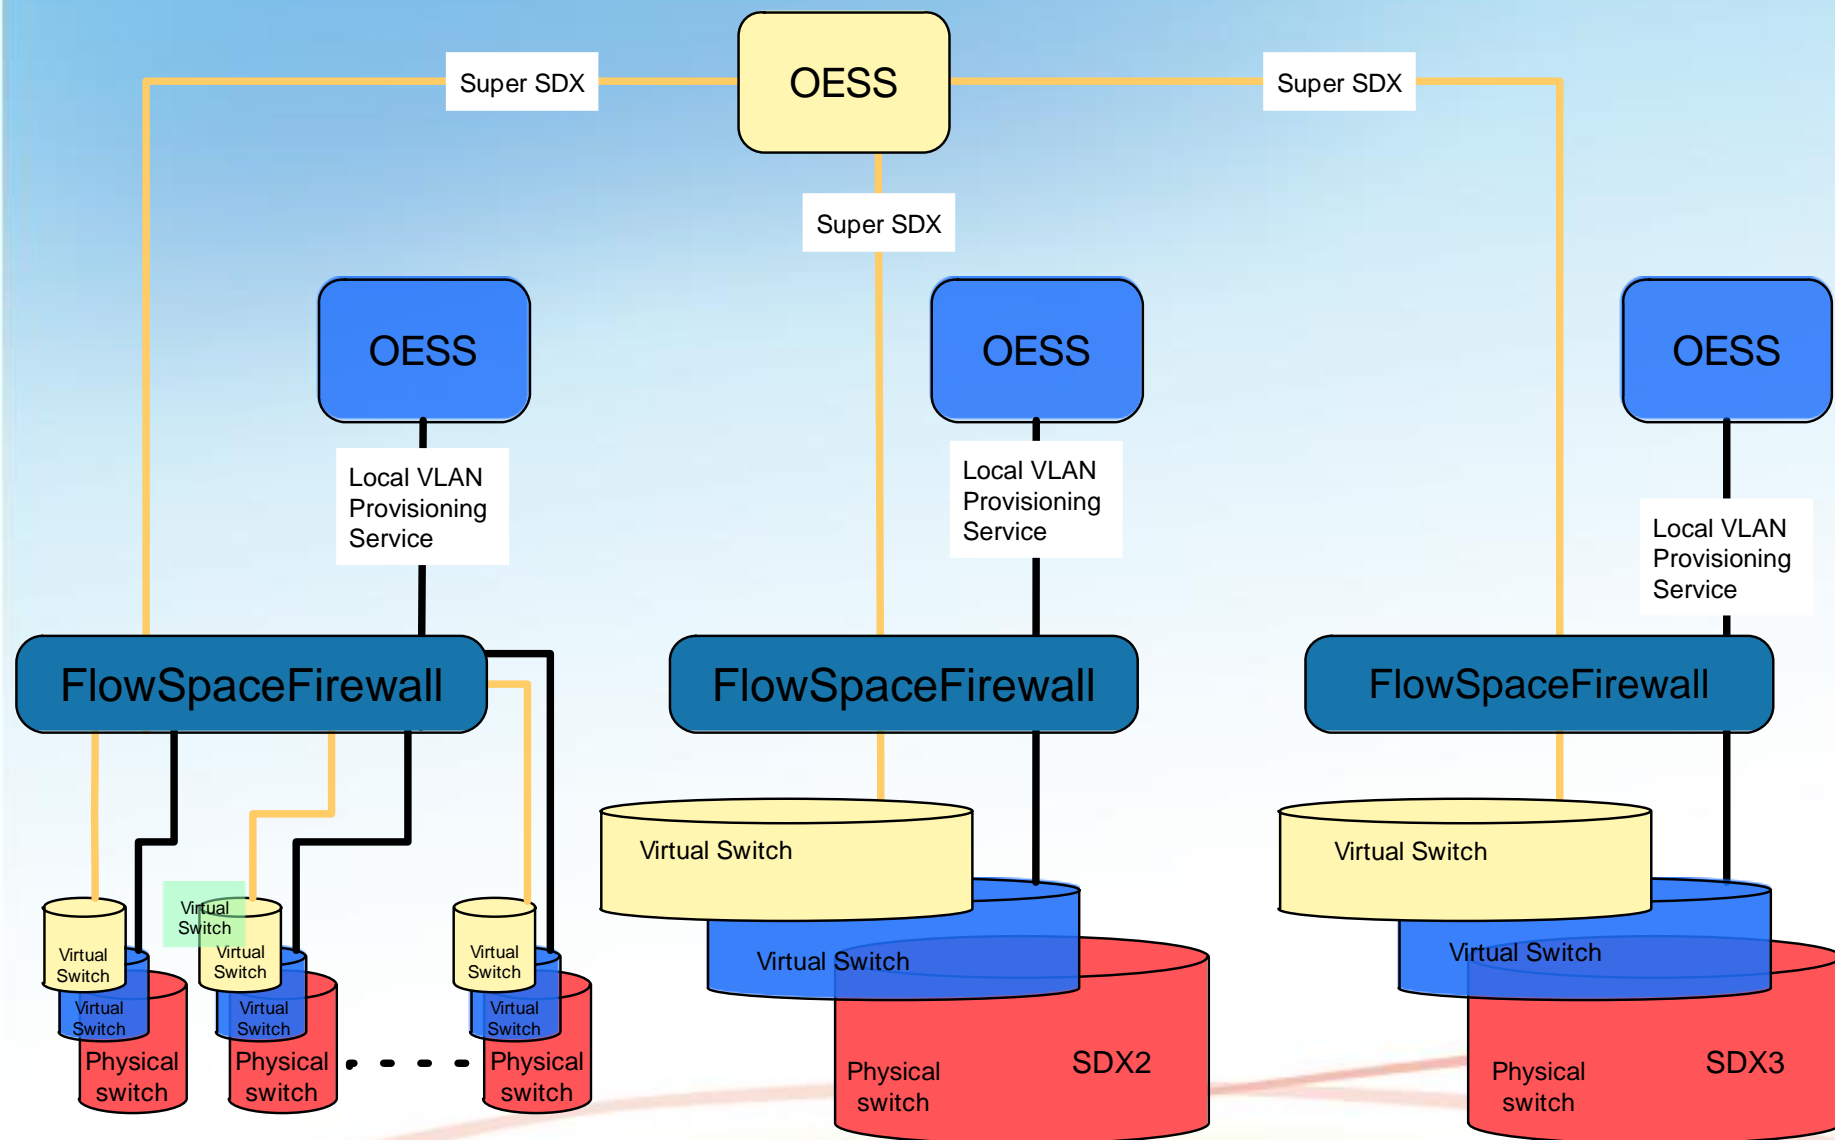 Super SDX
OESS
Super SDX
Super SDX
OESS
OESS
OESS
Local VLAN
Provisioning
Service
Local VLAN
Provisioning
Service
Local VLAN
Provisioning
Service
FlowSpaceFirewall
FlowSpaceFirewall
FlowSpaceFirewall
Virtual Switch
Virtual Switch
Virtual
Switch
Virtual
Switch
Virtual
Switch
Virtual
Switch
Virtual Switch
Virtual Switch
Virtual
Switch
Virtual
Switch
Virtual
Switch
Physical
switch
Physical
switch
Physical
switch
SDX2
Physical
switch
SDX3
Physical
switch